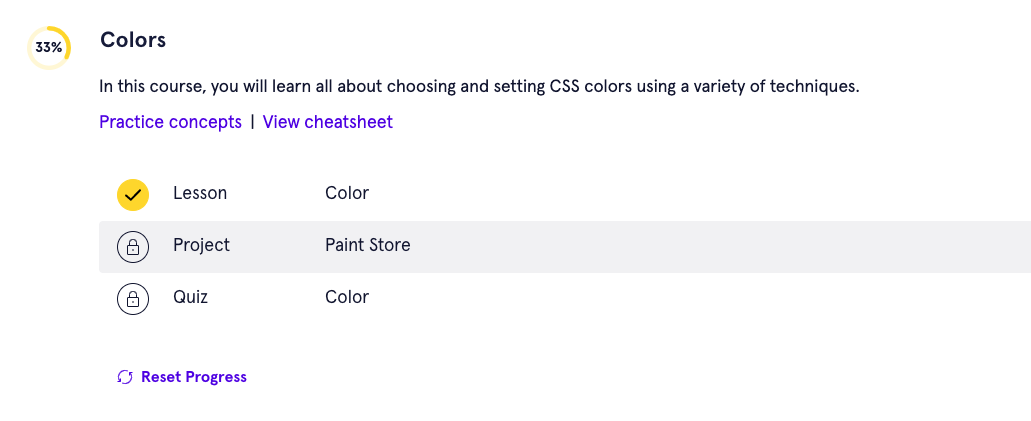 33%
Colors
In this course, you will learn all about choosing and setting CSS colors using a variety of techniques.
Practice concepts | View cheatsheet
Lesson Color
Project Paint Store
Quiz Color
Reset Progress